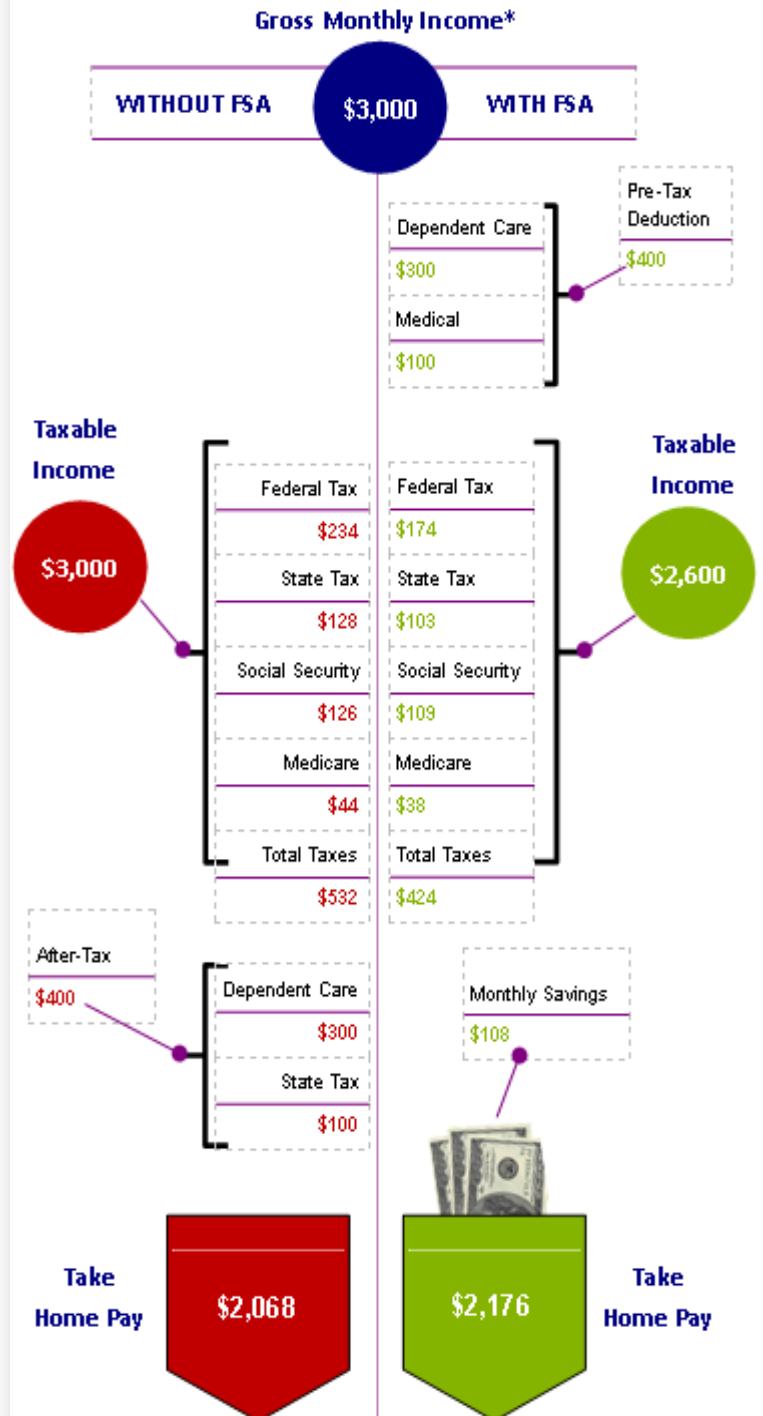 Gross Monthly Income*
WITHOUT FSA
$3,000
WITH FSA
Pre-Tax
Deduction
$400
Dependent Care
$300
Medical
$100
Taxable
Income
$3,000
Federal Tax
$234
State Tax
$128
Social Security
$126
Medicare
$44
Total Taxes
$532
Federal Tax
$174
State Tax
$103
Social Security
$109
Medicare
$38
Total Taxes
$424
Taxable
Income
$2,600
After-Tax
$400
Dependent Care
$300
State Tax
$100
Monthly Savings
$108
Take
Home Pay
$2,068
$2,176
Take
Home Pay